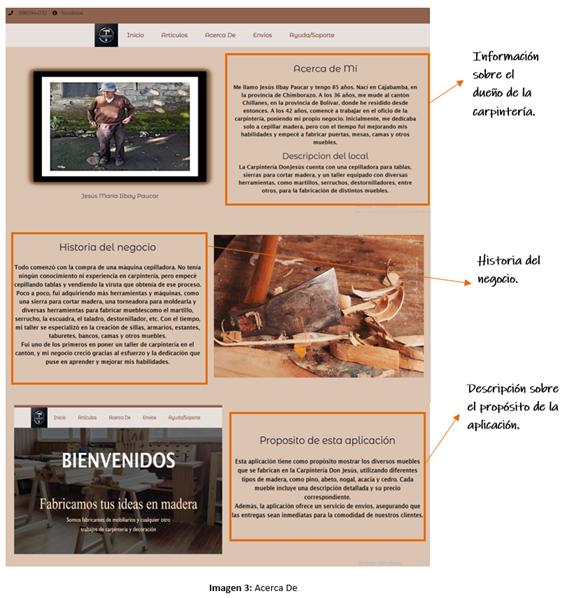 Facebook
Inicio Artículos Acerca De Envios Ayuda/Soporte
Acerca de Mí
Me llamo Jesús Ilbay Paucar y tengo 85 años. Nací en Cajabamba, en
la provincia de Chimborazo. A los 36 años, me mude al cantón
Chillanes, en la provincia de Bolívar, donde he residido desde
entonces. A los 42 años, comencé a trabajar en el oficio de la
carpintería, poniendo mi propio negocio. Inicialmente, me dedicaba
solo a cepillar madera, pero con el tiempo fui mejorando mis
habilidades y empecé a fabricar puertas, mesas, camas y otros
muebles.
Descripcion del local
La Carpintería DonJesús cuenta con una cepilladora para tablas,
sierras para cortar madera, y un taller equipado con diversas
herramientas, como martillos, serruchos, destornilladores, entre
otros, para la fabricación de distintos muebles.
Jesús María Ilbay Paucar
Información
sobre el
dueño de la
carpintería.
Historia del negocio
Todo comenzó con la compra de una máquina cepilladora. No tenía
ningún conocimiento ni experiencia en carpintería, pero empecé
cepillando tablas y vendiendo la viruta que obtenía de ese proceso.
Poco a poco, fui adquiriendo más herramientas y máquinas, como
una sierra para cortar madera, una torneadora para moldearla y
diversas herramientas para fabricar mueblescomo el martillo,
serrucho, la escuadra, el taladro, destornillador, etc. Con el tiempo,
mi taller se especializó en la creación de sillas, armarios, estantes,
taburetes, bancos, camas y otros muebles.
Fui uno de los primeros en poner un taller de carpintería en el
cantón, y mi negocio creció gracias al esfuerzo y la dedicación que
puse en aprender y mejorar mis habilidades.
Historia del
negocio.
Inicio Artículos Acerca De Envios Ayuda/Soporte
BIENVENIDOS
Fabricamos tus ideas en madera
Somos fabricantes de mobiliarios y cualquier otro
trabajos de carpintería y decoración
Proposito de esta aplicación
Esta aplicación tiene como propósito mostrar los diversos muebles
que se fabrican en la Carpintería Don Jesús, utilizando diferentes
tipos de madera, como pino, abeto, nogal, acacia y cedro. Cada
mueble incluye una descripción detallada y su precio
correspondiente.
Además, la aplicación ofrece un servicio de envíos, asegurando que
las entregas sean inmediatas para la comodidad de nuestros clientes.
Descripción sobre
el propósito de la
aplicación.
Imagen 3: Acerca De